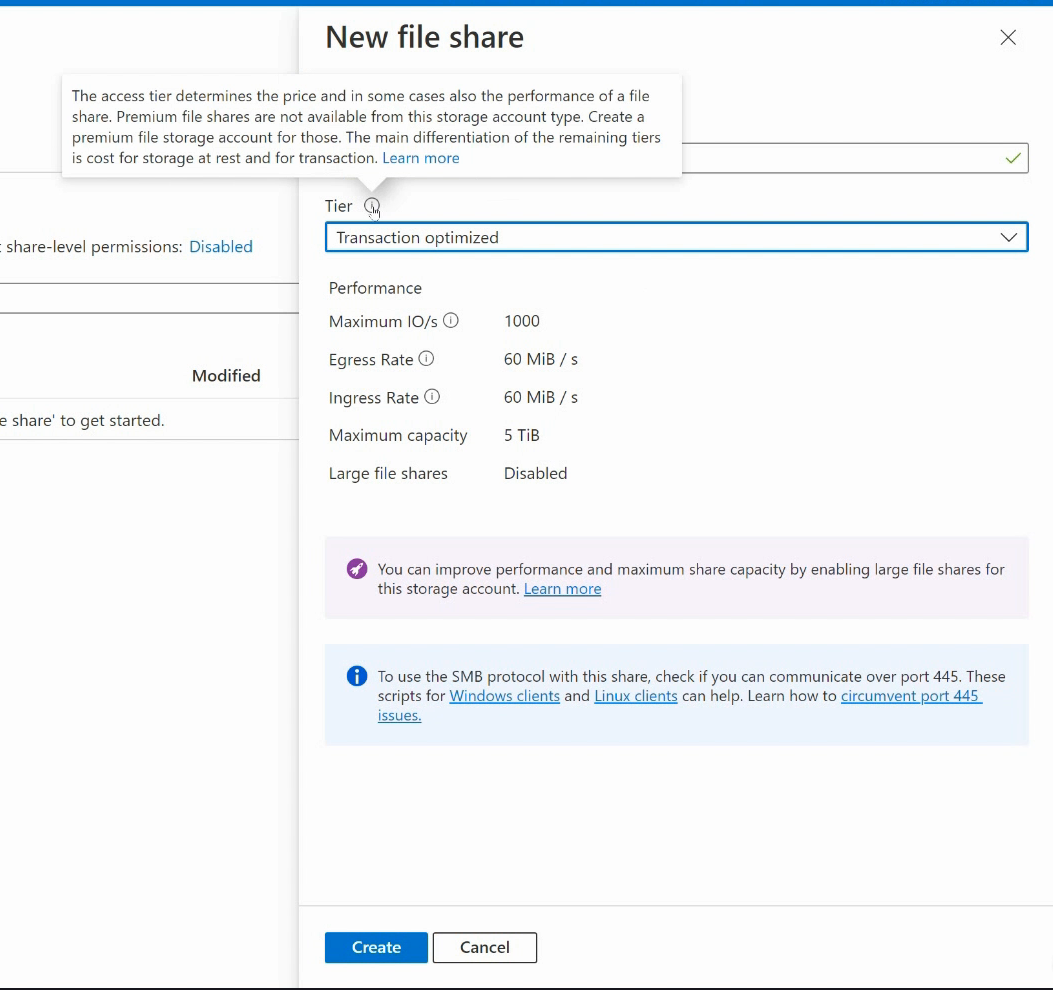 New file share
The access tier determines the price and in some cases also the performance of a file
share. Premium file shares are not available from this storage account type. Create a
premium file storage account for those. The main differentiation of the remaining tiers
is cost for storage at rest and for transaction. Learn more
Tier
Transaction optimized
share-level permissions: Disabled
Performance
Maximum IO/s 1000
Egress Rate 60 MiB / s
Ingress Rate 60 MiB / s
Maximum capacity 5 TiB
Large file shares Disabled
Modified
e share' to get started.
You can improve performance and maximum share capacity by enabling large file shares for
this storage account. Learn more
To use the SMB protocol with this share, check if you can communicate over port 445. These
scripts for Windows clients and Linux clients can help. Learn how to circumvent port 445
issues.
Create Cancel